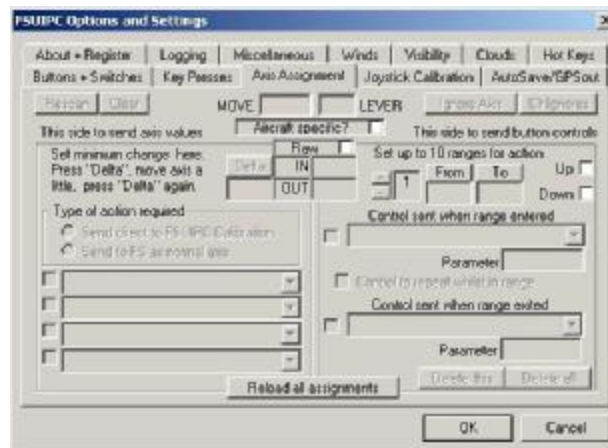 FSUIPC Options and Settings
About + Register Logging Miscellaneous Winds Visibility Clouds Hot Keys
Buttons + Switches Key Presses Axis Assignment Joystick Calibration AutoSave/GPSout
Rescan Clear MOVE LEVER Ignore Axis
Aircraft specific?
This side to send axis values This side to send button controls
Set minimum change here. Raw Set up to 10 ranges for action
Press "Delta", move axis a Delta IN 1 From To Up
little, press "Delta" again. OUT Down
Type of action required Control sent when range entered
Send direct to FSUIPC Calibration
Send to FS as normal axis Parameter
Control to repeat whilst in range
Control sent when range exited
Parameter
Reload all assignments Delete this Delete all
OK Cancel